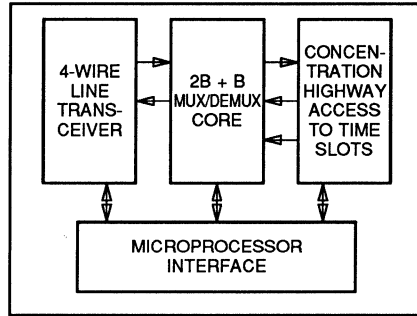 4-WIRE
LINE
TRANS-
CEIVER
2B + B
MUX/DEMUX
CORE
CONCEN-
TRATION
HIGHWAY
ACCESS
TO TIME
SLOTS
MICROPROCESSOR
INTERFACE